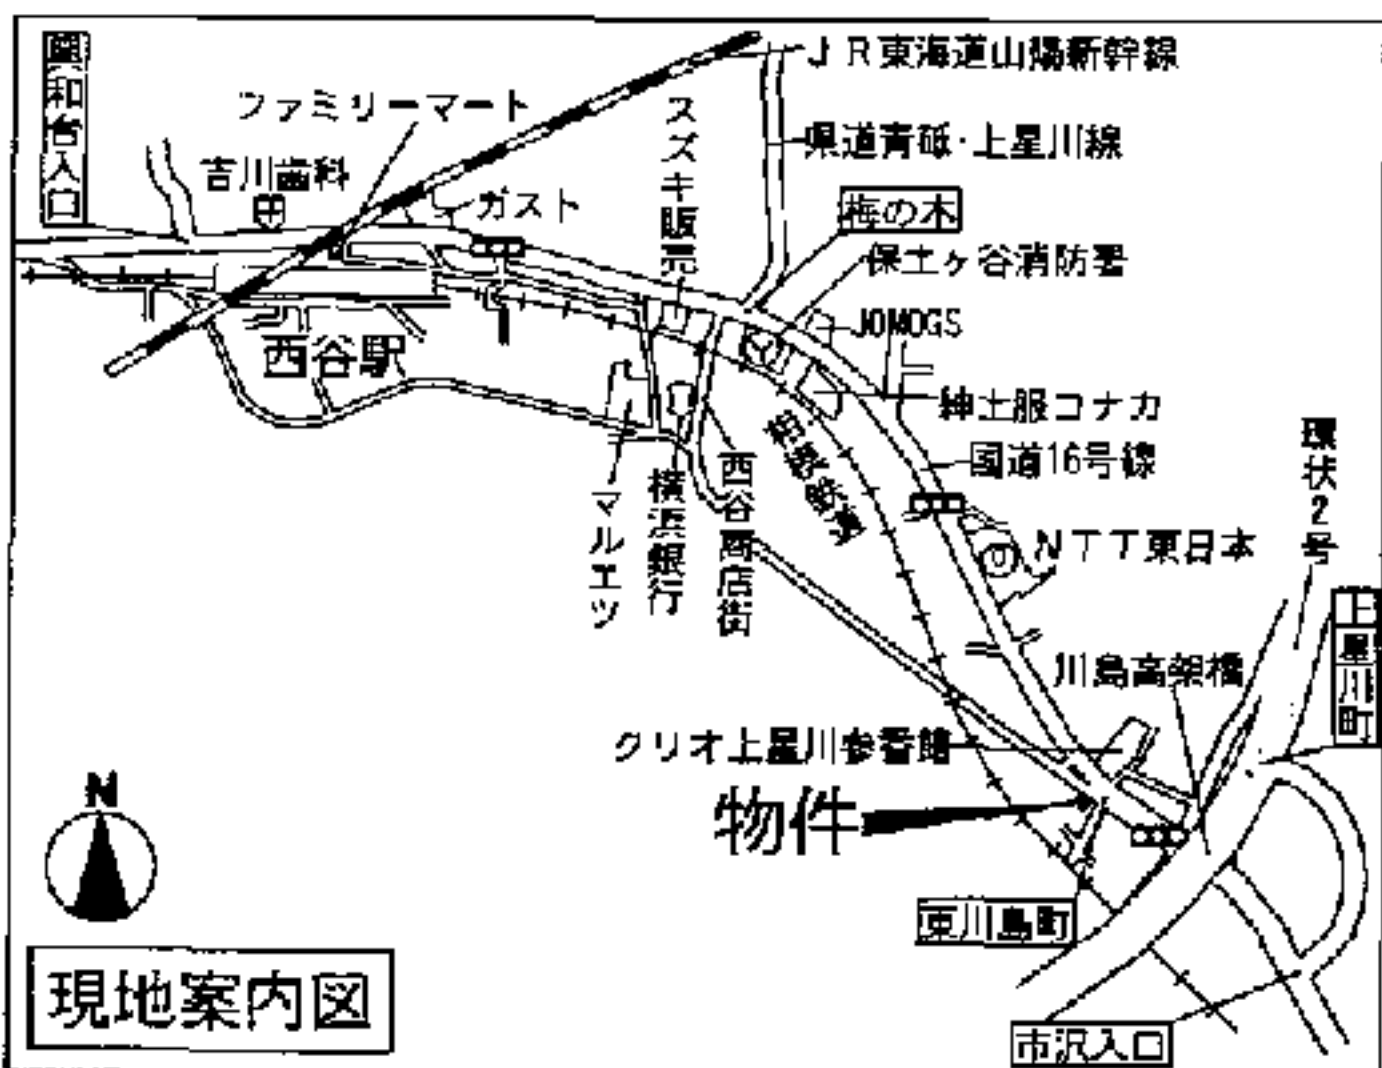 ＪＲ東海道山陽新幹線
ファミリーマート
スズキ販売
県道青砥・上星川線
吉川歯科
ガスト
梅の木
保土ヶ谷消防署
JOMOGS
西谷駅
紳士服コナカ
相模鉄道
国道16号線
環状2号
マルエツ
横浜銀行
西谷商店街
ＮＴＴ東日本
上星川町
川島高架橋
クリオ上星川参番館
物件
N
東川島町
現地案内図
市沢入口